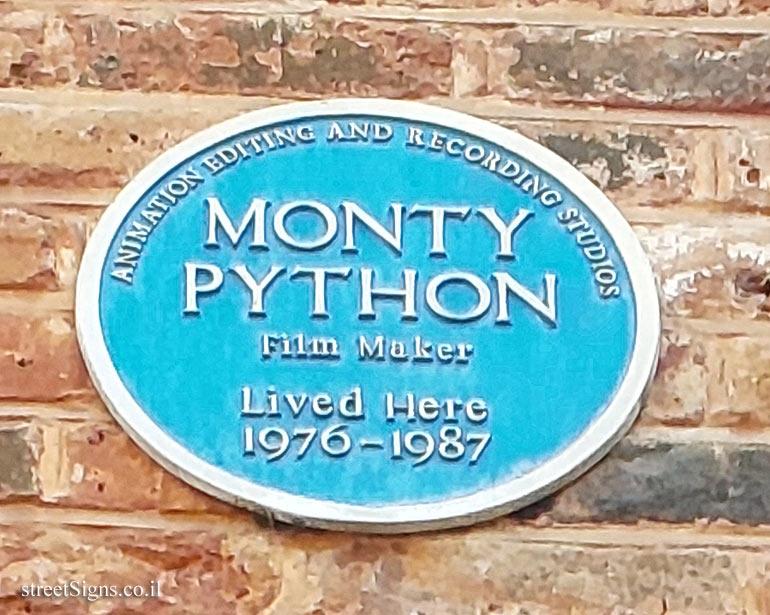 ANIMATION EDITING AND RECORDING STUDIOS
MONTY
PYTHON
Film Maker
Lived Here
1976-1987
streetSigns.co.il